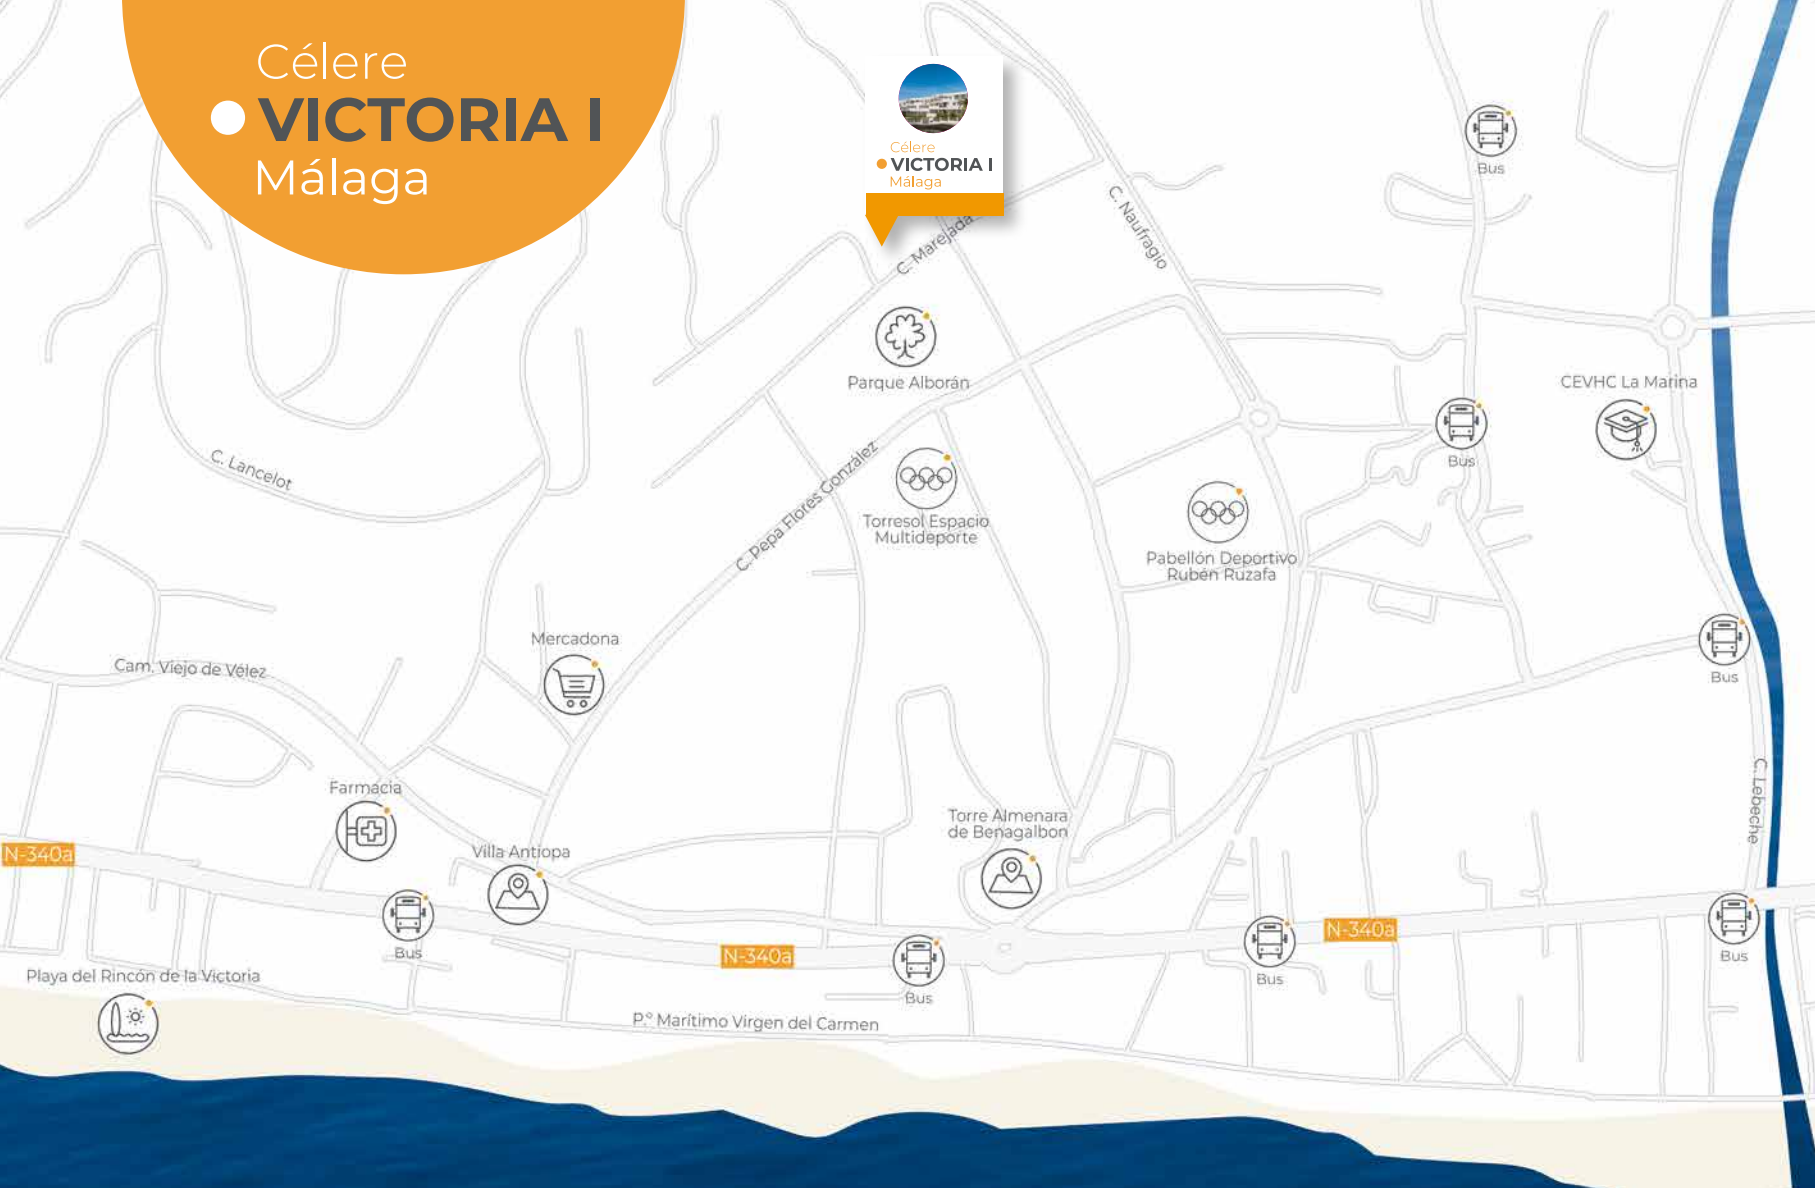 Célere
VICTORIA I
Málaga
Célere
VICTORIA I
Málaga
Bus
C. Naufragio
C. Marejada
Parque Alborán
CEVHC La Marina
Bus
C. Lancelot
C. Pepa Flores González
Torresol Espacio
Multideporte
Pabellón Deportivo
Rubén Ruzafa
Mercadona
Cam. Viejo de Vélez
Bus
Farmacia
C. Lebeche
Torre Almenara
de Benagalbon
N-340a
Villa Antiopa
N-340a
Bus
N-340a
Bus
Bus
Bus
Playa del Rincón de la Victoria
P.º Marítimo Virgen del Carmen